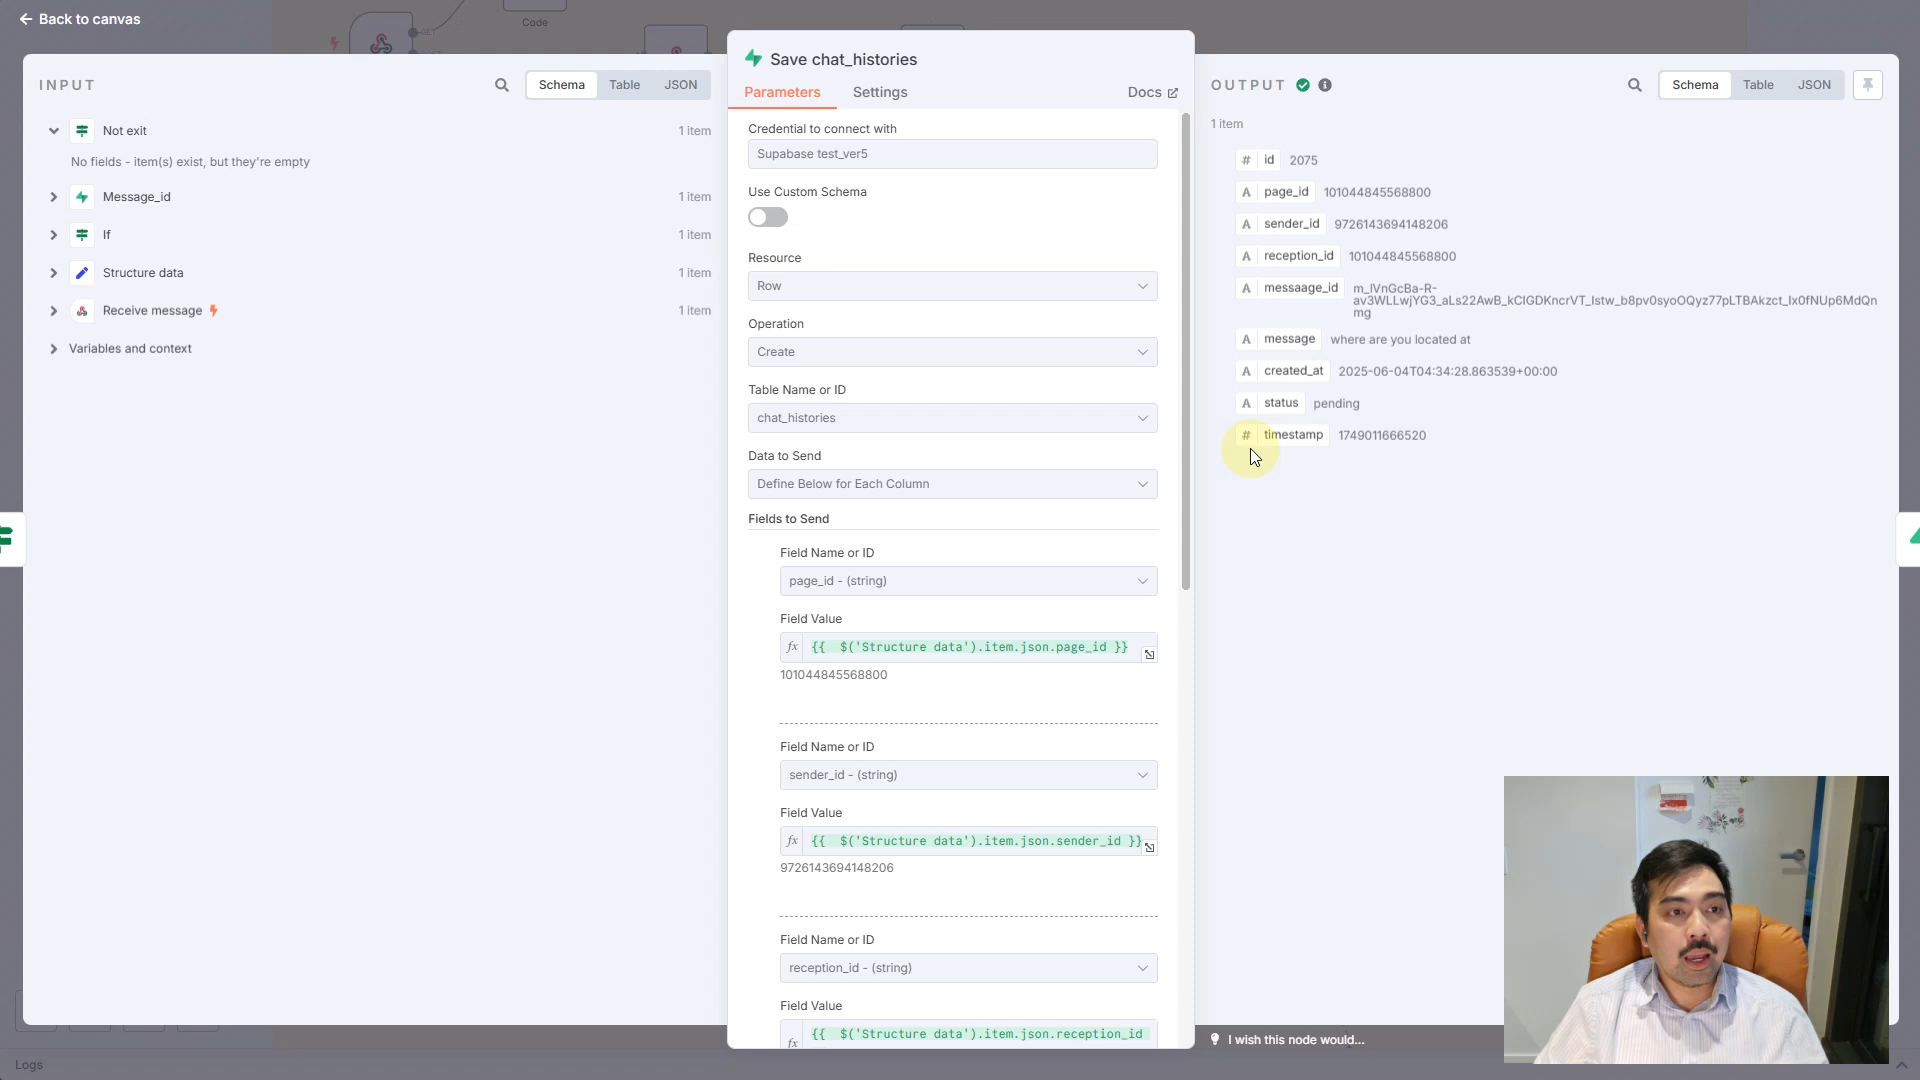 Back to canvas
Code
INPUT
Schema
Table
JSON
Not exit
1 item
No fields - item(s) exist, but they're empty
Message_id
1 item
If
1 item
Structure data
1 item
Receive message
1 item
Variables and context
Save chat_histories
Parameters
Settings
Docs
Credential to connect with
Supabase test_ver5
Use Custom Schema
Resource
Row
Operation
Create
Table Name or ID
chat_histories
Data to Send
Define Below for Each Column
Fields to Send
Field Name or ID
page_id - (string)
Field Value
fx {{  $('Structure data').item.json.page_id }}
101044845568800
Field Name or ID
sender_id - (string)
Field Value
fx {{  $('Structure data').item.json.sender_id }}
9726143694148206
Field Name or ID
reception_id - (string)
Field Value
fx {{  $('Structure data').item.json.reception_id
OUTPUT
Schema
Table
JSON
1 item
# id 2075
A page_id 101044845568800
A sender_id 9726143694148206
A reception_id 101044845568800
A messaage_id m_IVnGcBa-R-
av3WLLwjYG3_aLs22AwB_kCIGDKncrVT_Istw_b8pv0syoOQyz77pLTBAkzct_Ix0fNUp6MdQn
mg
A message where are you located at
A created_at 2025-06-04T04:34:28.863539+00:00
A status pending
# timestamp 1749011666520
I wish this node would...
Logs